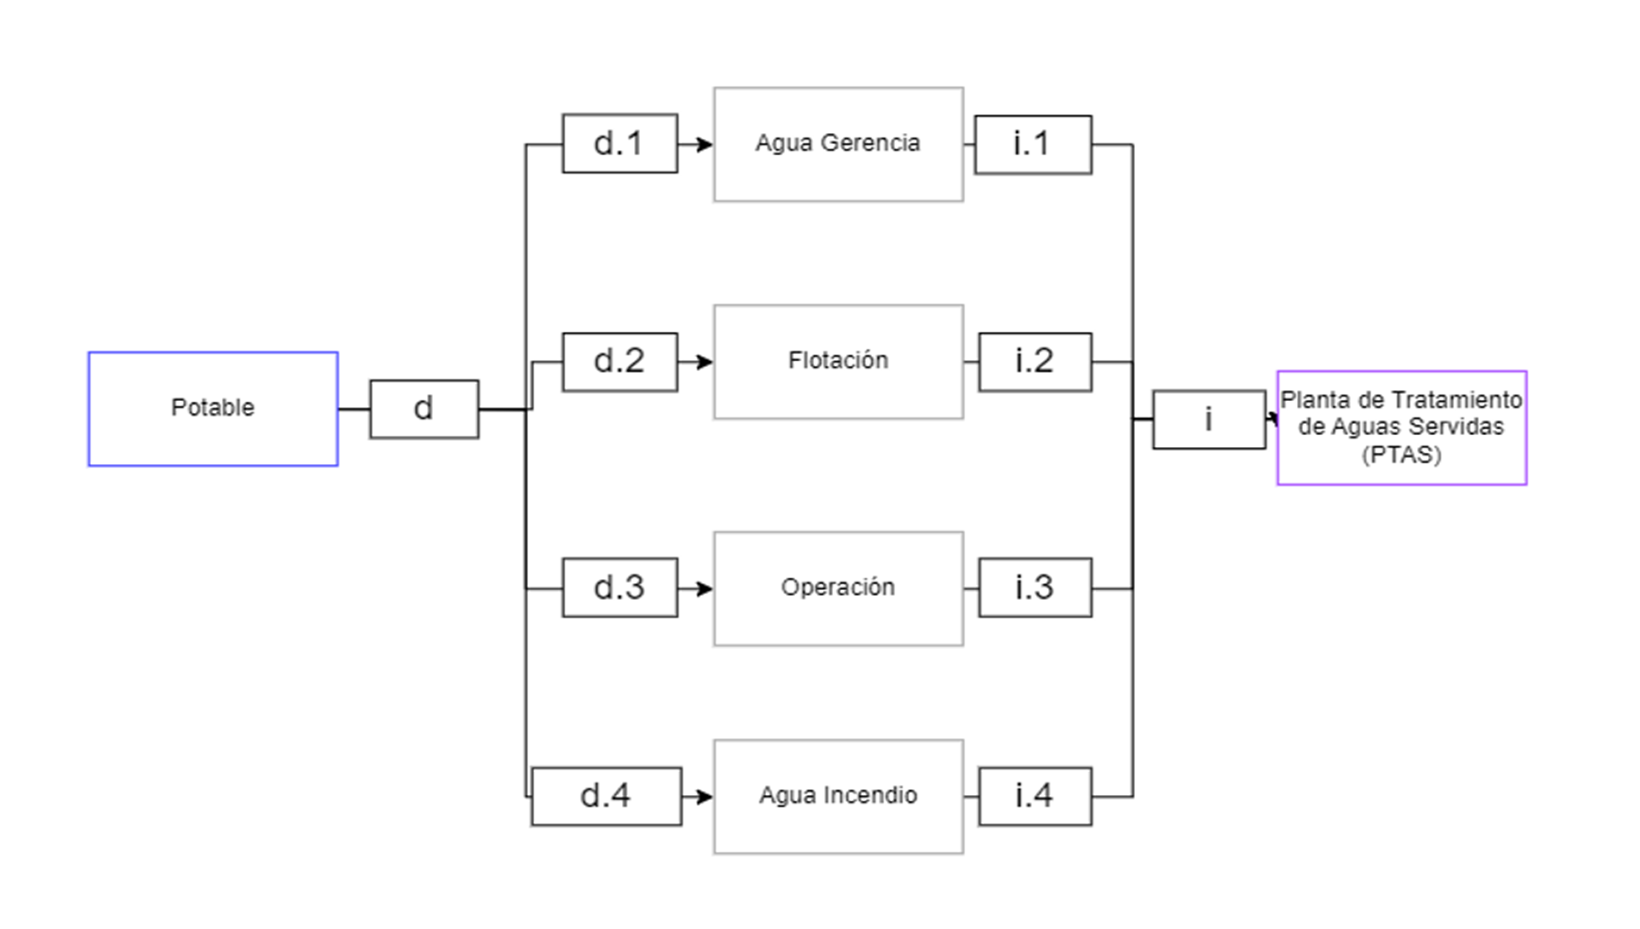 d.1
Agua Gerencia
i.1
d.2
Flotación
i.2
Potable
d
i
Planta de Tratamiento
de Aguas Servidas
(PTAS)
d.3
Operación
i.3
d.4
Agua Incendio
i.4